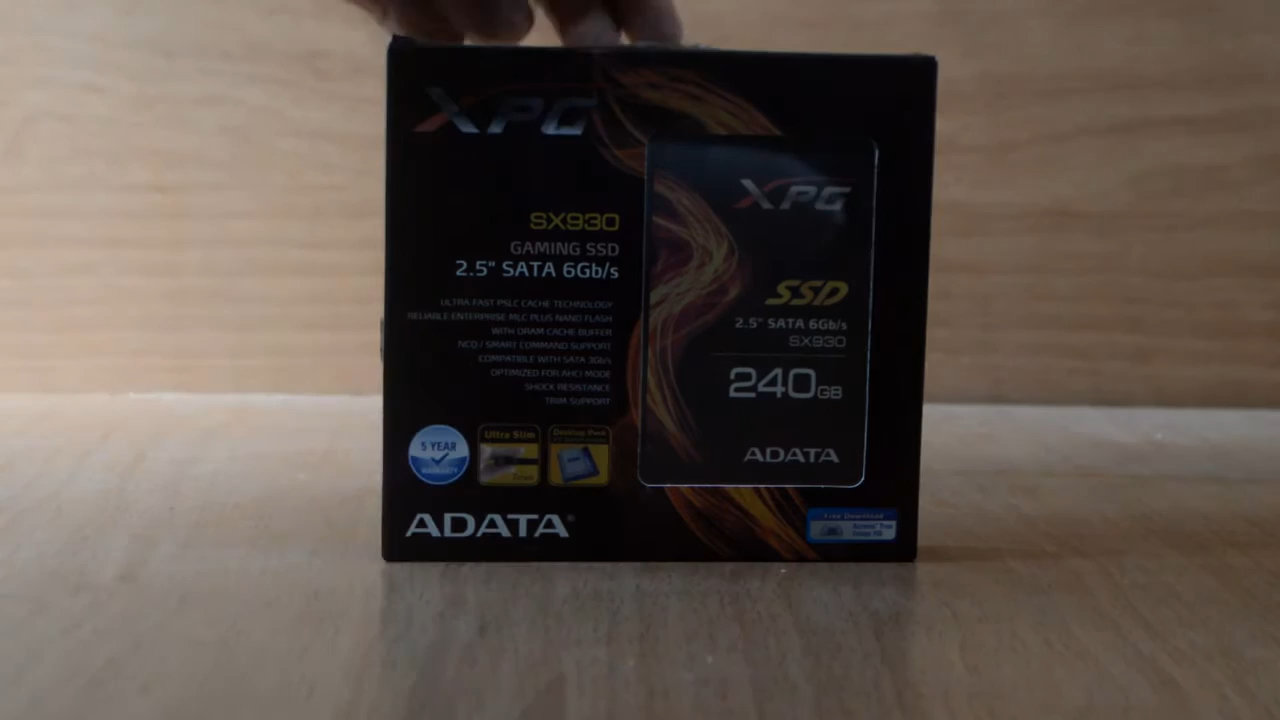 XPG
SX930
GAMING SSD
2.5" SATA 6Gb/s
ULTRA FAST PSLC CACHE TECHNOLOGY
RELIABLE ENTERPRISE MLC PLUS NAND FLASH
WITH DRAM CACHE BUFFER
NCQ / SMART COMMAND SUPPORT
COMPATIBLE WITH SATA 3Gb/s
OPTIMIZED FOR AHCI MODE
SHOCK RESISTANCE
TRIM SUPPORT
5 YEAR
WARRANTY
Ultra Slim
7mm
Desktop Pack
ADATA®
XPG
SSD
2.5" SATA 6Gb/s
SX930
240GB
ADATA
Free Download